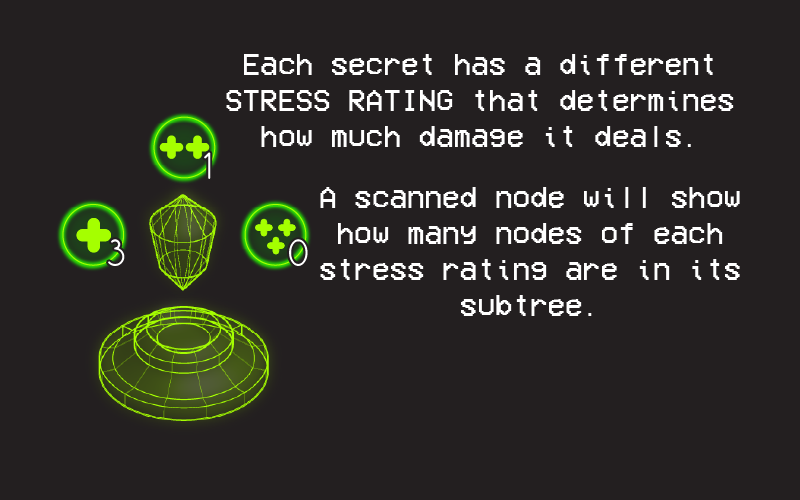 Each secret has a different
STRESS RATING that determines
how much damage it deals.
1
3
0
A scanned node will show
how many nodes of each
stress rating are in its
subtree.